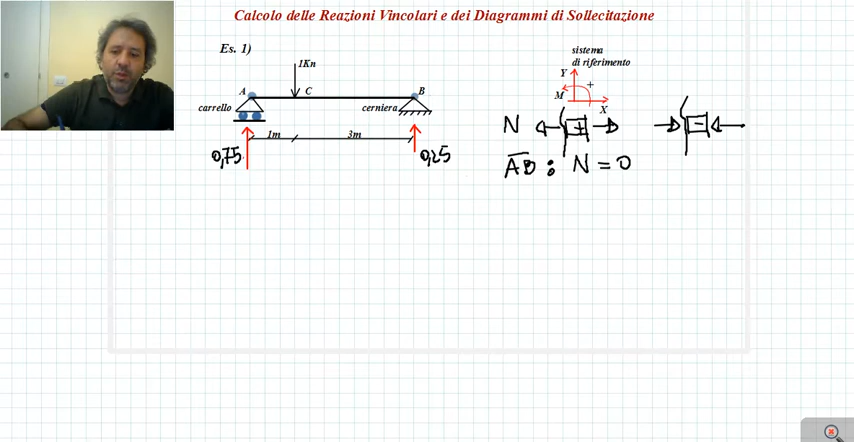 Calcolo delle Reazioni Vincolari e dei Diagrammi di Sollecitazione
Es. 1)
1Kn
A
C
B
carrello
cerniera
1m
3m
0,75
0,25
sistema
di riferimento
Y
+
M
X
N
+
-
AB : N = 0